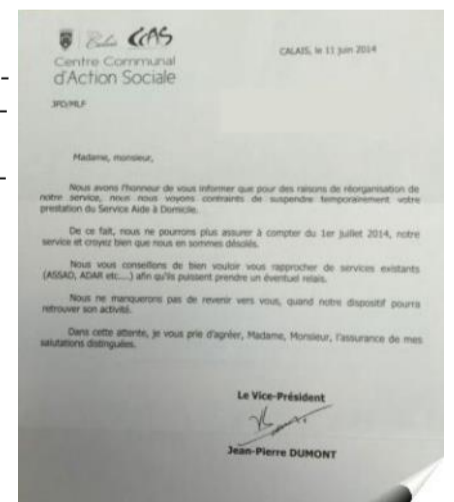 Calais CCAS
Centre Communal
d'Action Sociale
CALAIS, le 11 juin 2014
JPD/MLF
Madame, monsieur,
Nous avons l'honneur de vous informer que pour des raisons de réorganisation de
notre service, nous nous voyons contraints de suspendre temporairement votre
prestation du Service Aide à Domicile.
De ce fait, nous ne pourrons plus assurer à compter du 1er juillet 2014, notre
service et croyez bien que nous en sommes désolés.
Nous vous conseillons de bien vouloir vous rapprocher de services existants
(ASSAD, ADAR etc....) afin qu'ils puissent prendre un éventuel relais.
Nous ne manquerons pas de revenir vers vous, quand notre dispositif pourra
retrouver son activité.
Dans cette attente, je vous prie d'agréer, Madame, Monsieur, l'assurance de mes
salutations distinguées.
Le Vice-Président
Jean-Pierre DUMONT